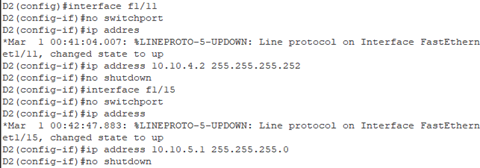 D2(config)#interface f1/11
D2(config-if)#no switchport
D2(config-if)#ip addres
*Mar  1 00:41:04.007: %LINEPROTO-5-UPDOWN: Line protocol on Interface FastEthern
et1/11, changed state to up
D2(config-if)#ip address 10.10.4.2 255.255.255.252
D2(config-if)#no shutdown
D2(config-if)#interface f1/15
D2(config-if)#no switchport
D2(config-if)#ip address
*Mar  1 00:42:47.883: %LINEPROTO-5-UPDOWN: Line protocol on Interface FastEthern
et1/15, changed state to up
D2(config-if)#ip address 10.10.5.1 255.255.255.0
D2(config-if)#no shutdown